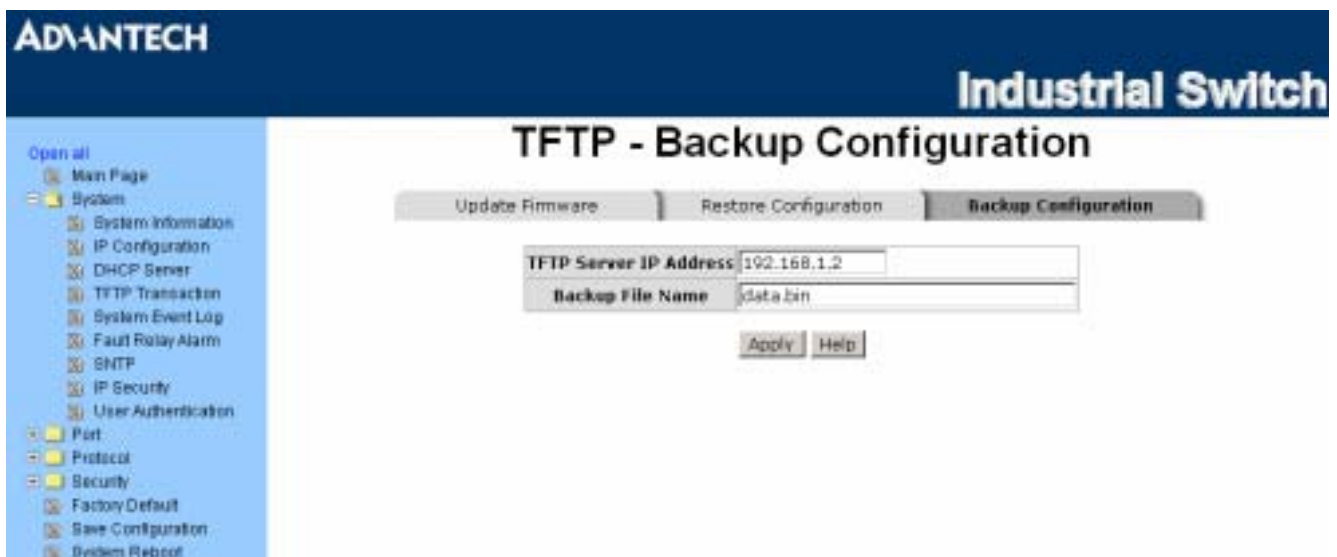 ADVANTECH
Industrial Switch
Open all
Main Page
System
System Information
IP Configuration
DHCP Server
TFTP Transaction
System Event Log
Fault Relay Alarm
SNTP
IP Security
User Authentication
Port
Protocol
Security
Factory Default
Save Configuration
System Reboot
TFTP - Backup Configuration
Update Firmware
Restore Configuration
Backup Configuration
TFTP Server IP Address 192.168.1.2
Backup File Name data.bin
Apply Help